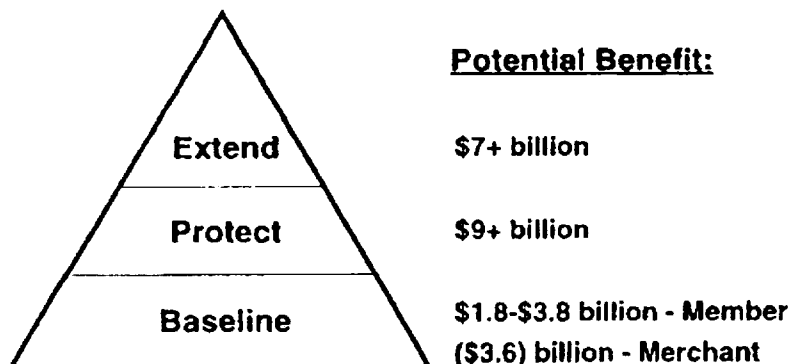 Potential Benefit:
Extend
$7+ billion
Protect
$9+ billion
Baseline
$1.8-$3.8 billion - Member
($3.6) billion - Merchant